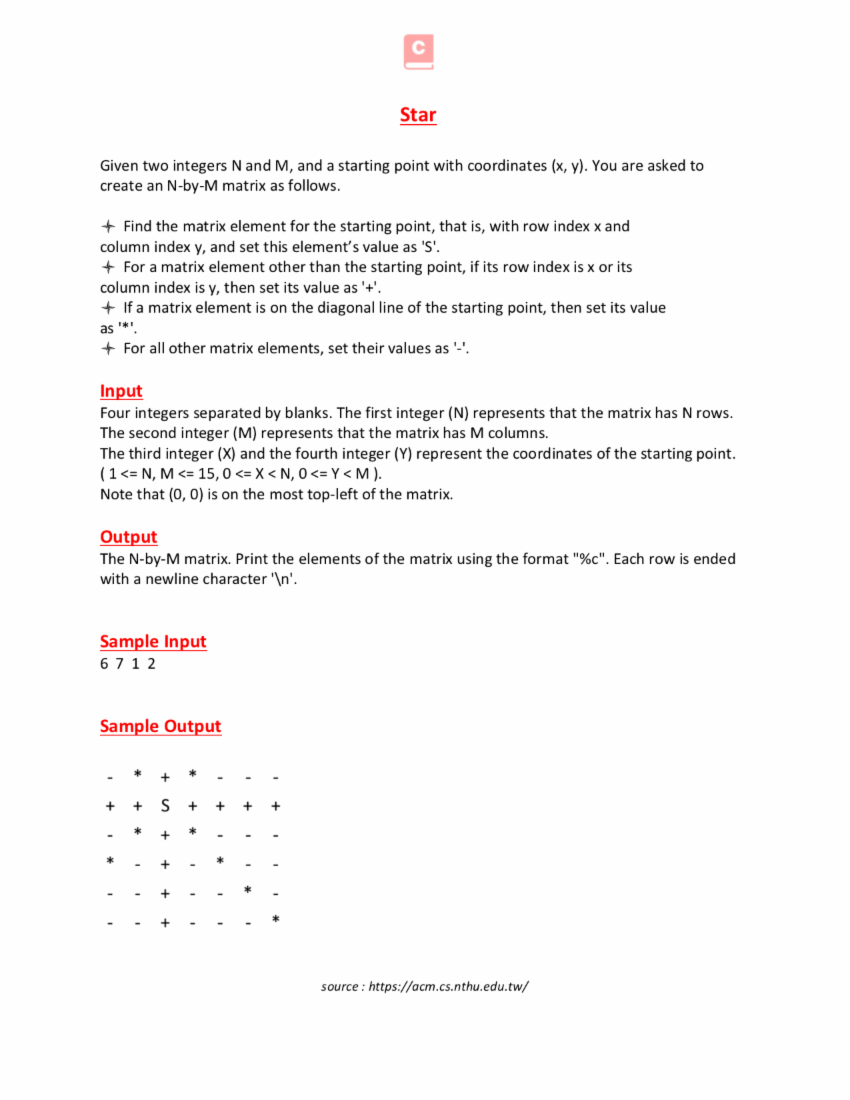 C
Star
Given two integers N and M, and a starting point with coordinates (x, y). You are asked to
create an N-by-M matrix as follows.
Find the matrix element for the starting point, that is, with row index x and
column index y, and set this element’s value as 'S'.
For a matrix element other than the starting point, if its row index is x or its
column index is y, then set its value as '+'.
If a matrix element is on the diagonal line of the starting point, then set its value
as '*'.
For all other matrix elements, set their values as '-'.
Input
Four integers separated by blanks. The first integer (N) represents that the matrix has N rows.
The second integer (M) represents that the matrix has M columns.
The third integer (X) and the fourth integer (Y) represent the coordinates of the starting point.
( 1 <= N, M <= 15, 0 <= X < N, 0 <= Y < M ).
Note that (0, 0) is on the most top-left of the matrix.
Output
The N-by-M matrix. Print the elements of the matrix using the format "%c". Each row is ended
with a newline character '\n'.
Sample Input
6 7 1 2
Sample Output
- * + * - - -
+ + S + + + +
- * + * - - -
* - + - * - -
- - + - - * -
- - + - - - *
source : https://acm.cs.nthu.edu.tw/